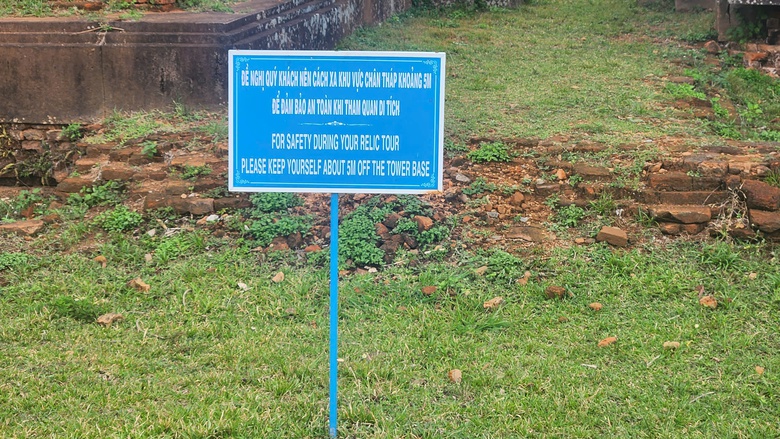 ĐỀ NGHỊ QUÝ KHÁCH NÊN CÁCH XA KHU VỰC CHÂN THÁP KHOẢNG 5M
ĐỂ ĐẢM BẢO AN TOÀN KHI THAM QUAN DI TÍCH
FOR SAFETY DURING YOUR RELIC TOUR
PLEASE KEEP YOURSELF ABOUT 5M OFF THE TOWER BASE